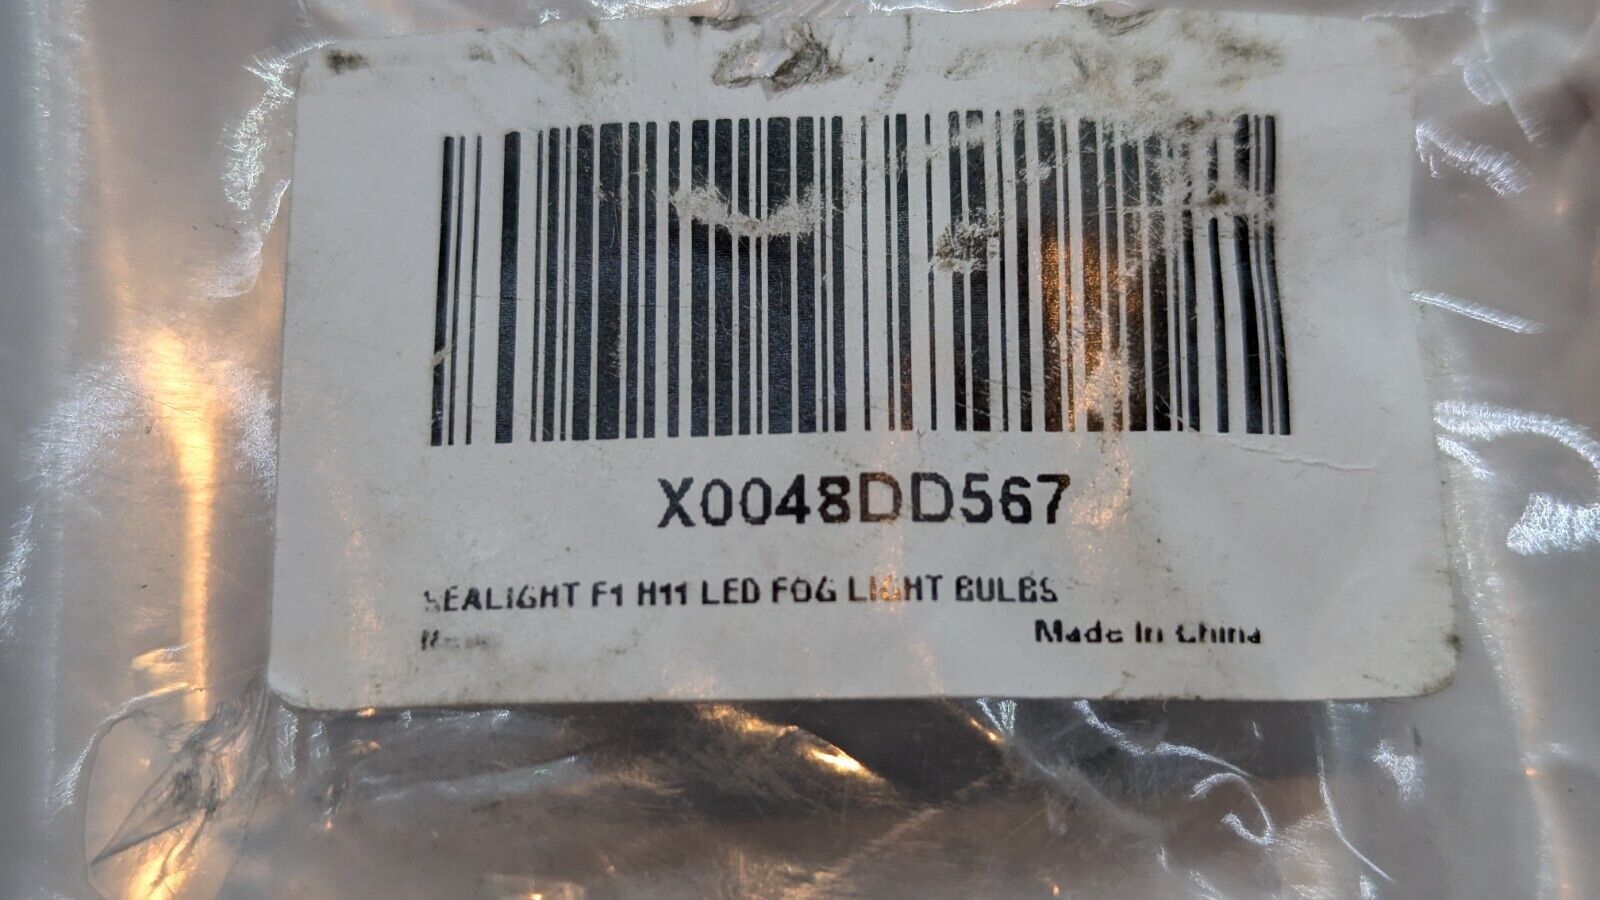 X0048DD567
SEALIGHT F1 H11 LED FOG LIGHT BULBS
Made In China